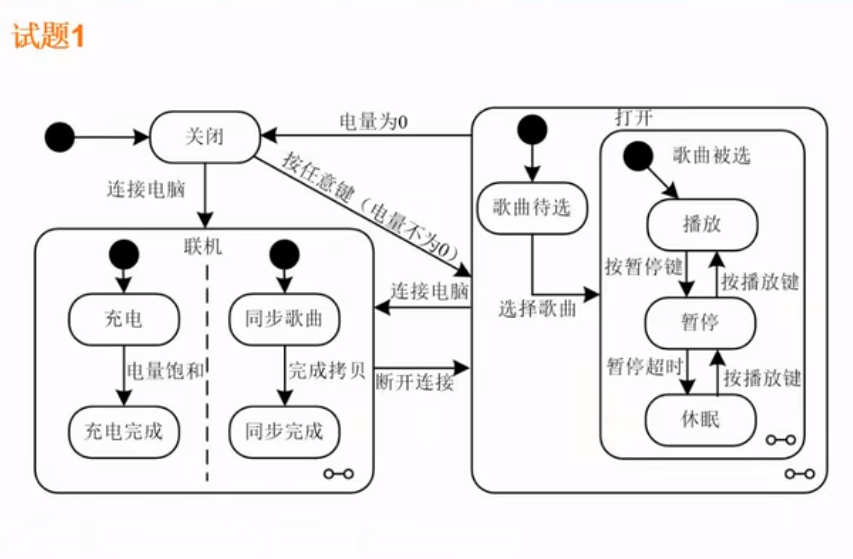 试题1
关闭
电量为0
打开
按任意键（电量不为0）
连接电脑
歌曲待选
歌曲被选
播放
选择歌曲
按暂停键
按播放键
暂停
暂停超时
按播放键
休眠
联机
连接电脑
充电
同步歌曲
电量饱和
完成拷贝
断开连接
充电完成
同步完成